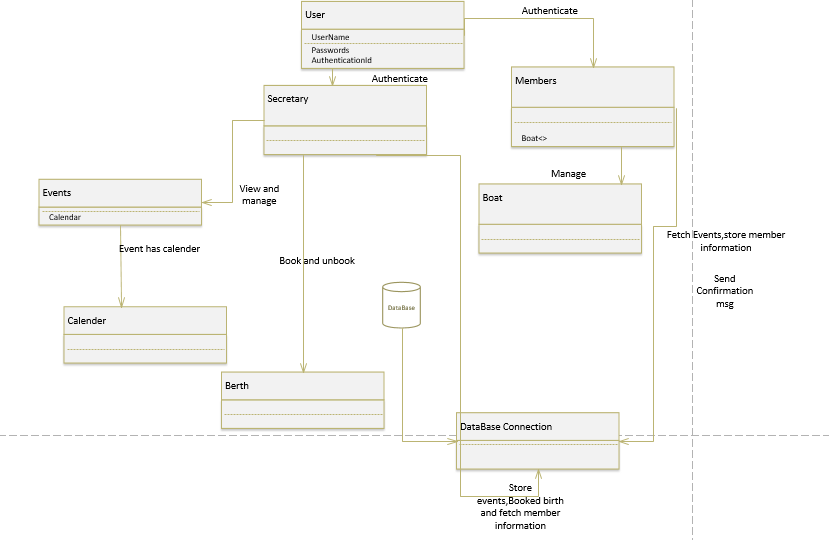 User
UserName
Passwords
AuthenticationId
Authenticate
Authenticate
Secretary
Members
Boat<>
Manage
Boat
View and
manage
Events
Calendar
Event has calender
Book and unbook
Fetch Events,store member
information
Send
Confirmation
msg
DataBase
Calender
Berth
DataBase Connection
Store
events,Booked birth
and fetch member
information